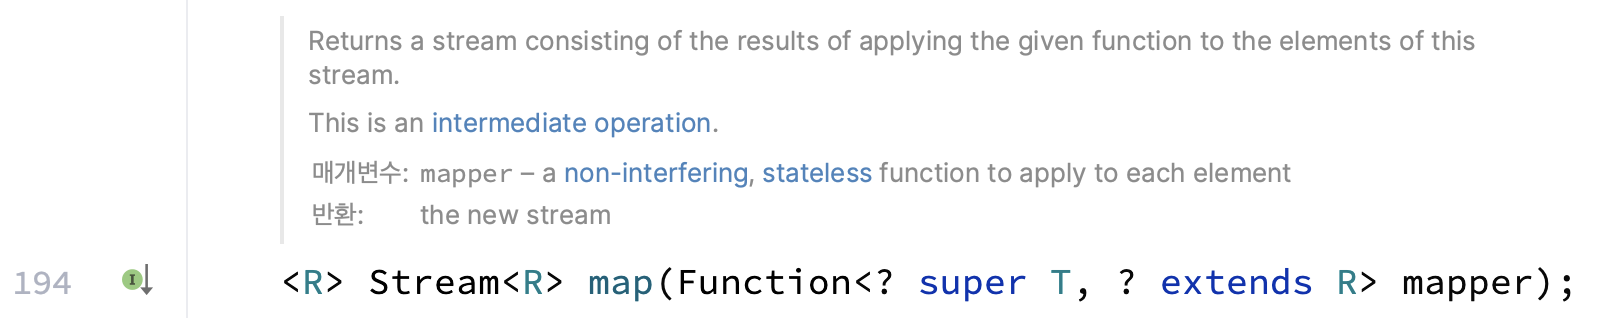 Returns a stream consisting of the results of applying the given function to the elements of this
stream.
This is an intermediate operation.
매개변수: mapper – a non-interfering, stateless function to apply to each element
반환: the new stream
194 <R> Stream<R> map(Function<? super T, ? extends R> mapper);